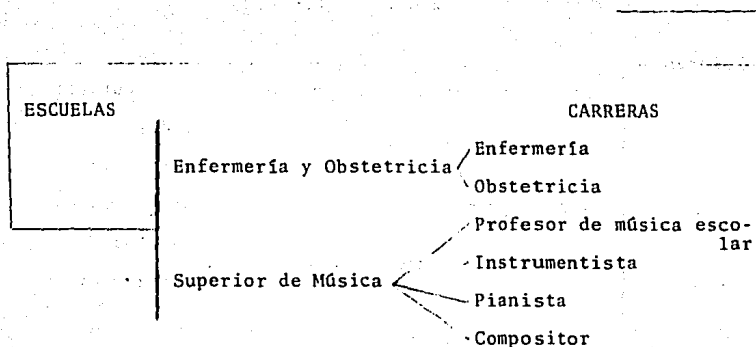 ESCUELAS
CARRERAS
Enfermería y Obstetricia
Enfermería
Obstetricia
Superior de Música
Profesor de música esco-
lar
Instrumentista
Pianista
Compositor